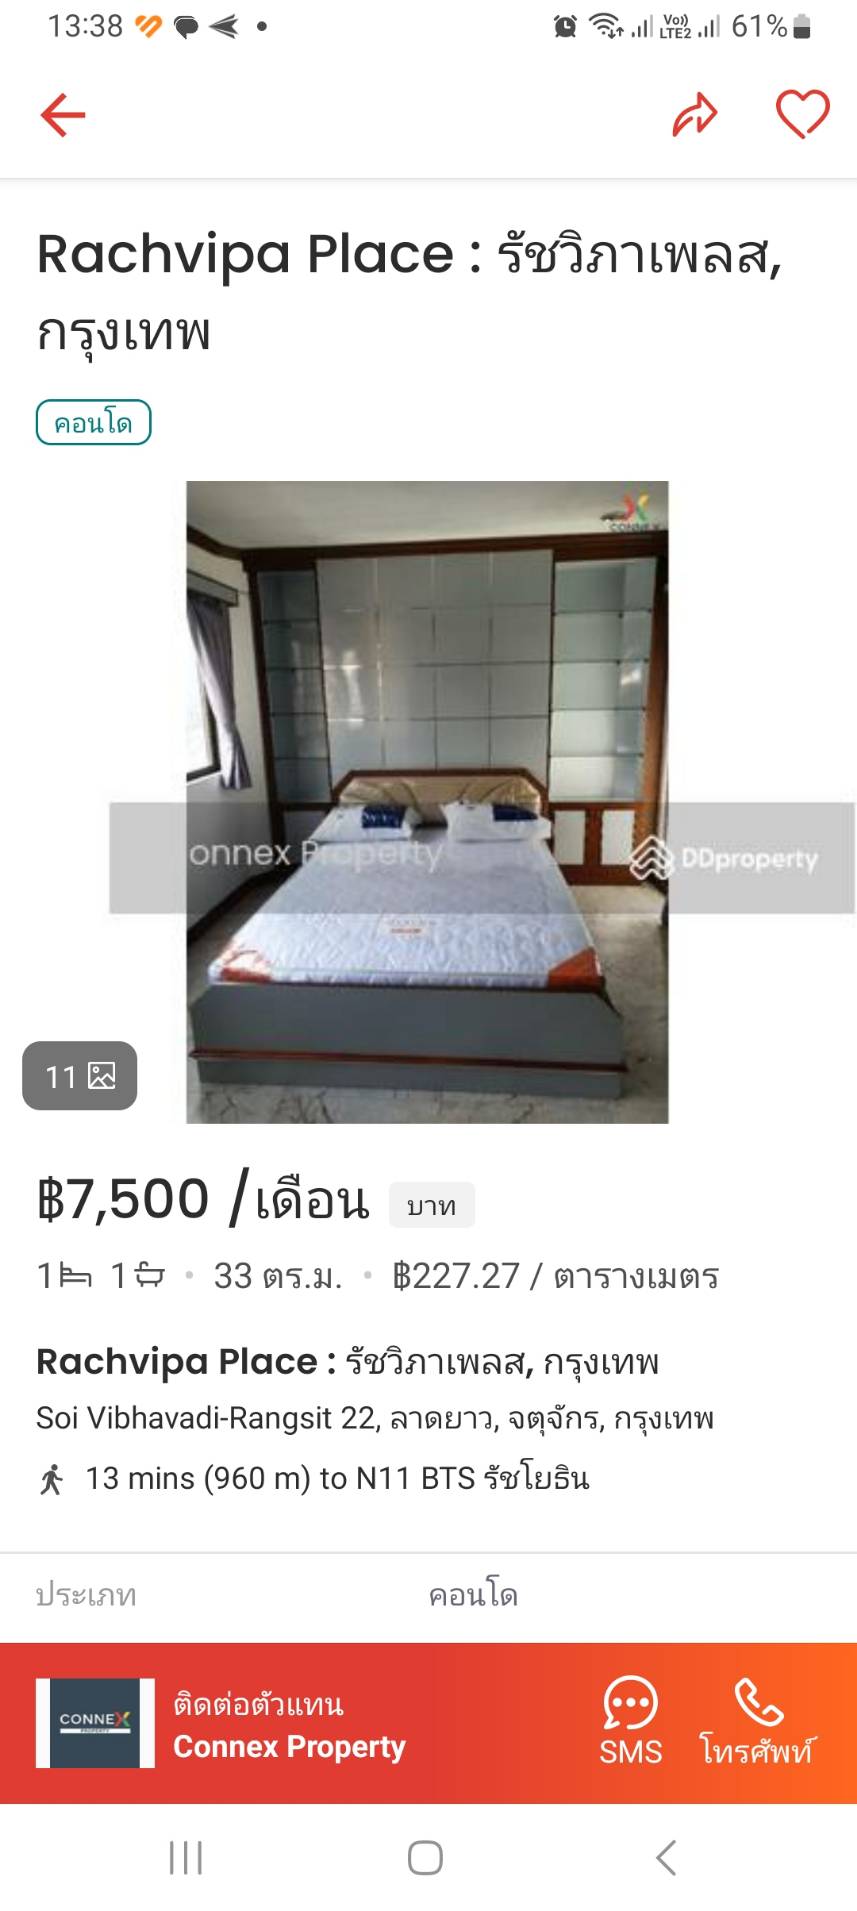 13:38
Vo))
LTE2
61%
Rachvipa Place : รัชวิภาเพลส,
กรุงเทพ
คอนโด
CONNEX
onnex Property
DDproperty
11
฿7,500 /เดือน บาท
1 1 • 33 ตร.ม. • ฿227.27 / ตารางเมตร
Rachvipa Place : รัชวิภาเพลส, กรุงเทพ
Soi Vibhavadi-Rangsit 22, ลาดยาว, จตุจักร, กรุงเทพ
13 mins (960 m) to N11 BTS รัชโยธิน
ประเภท คอนโด
CONNEX
PROPERTY
ติดต่อตัวแทน
Connex Property
SMS
โทรศัพท์